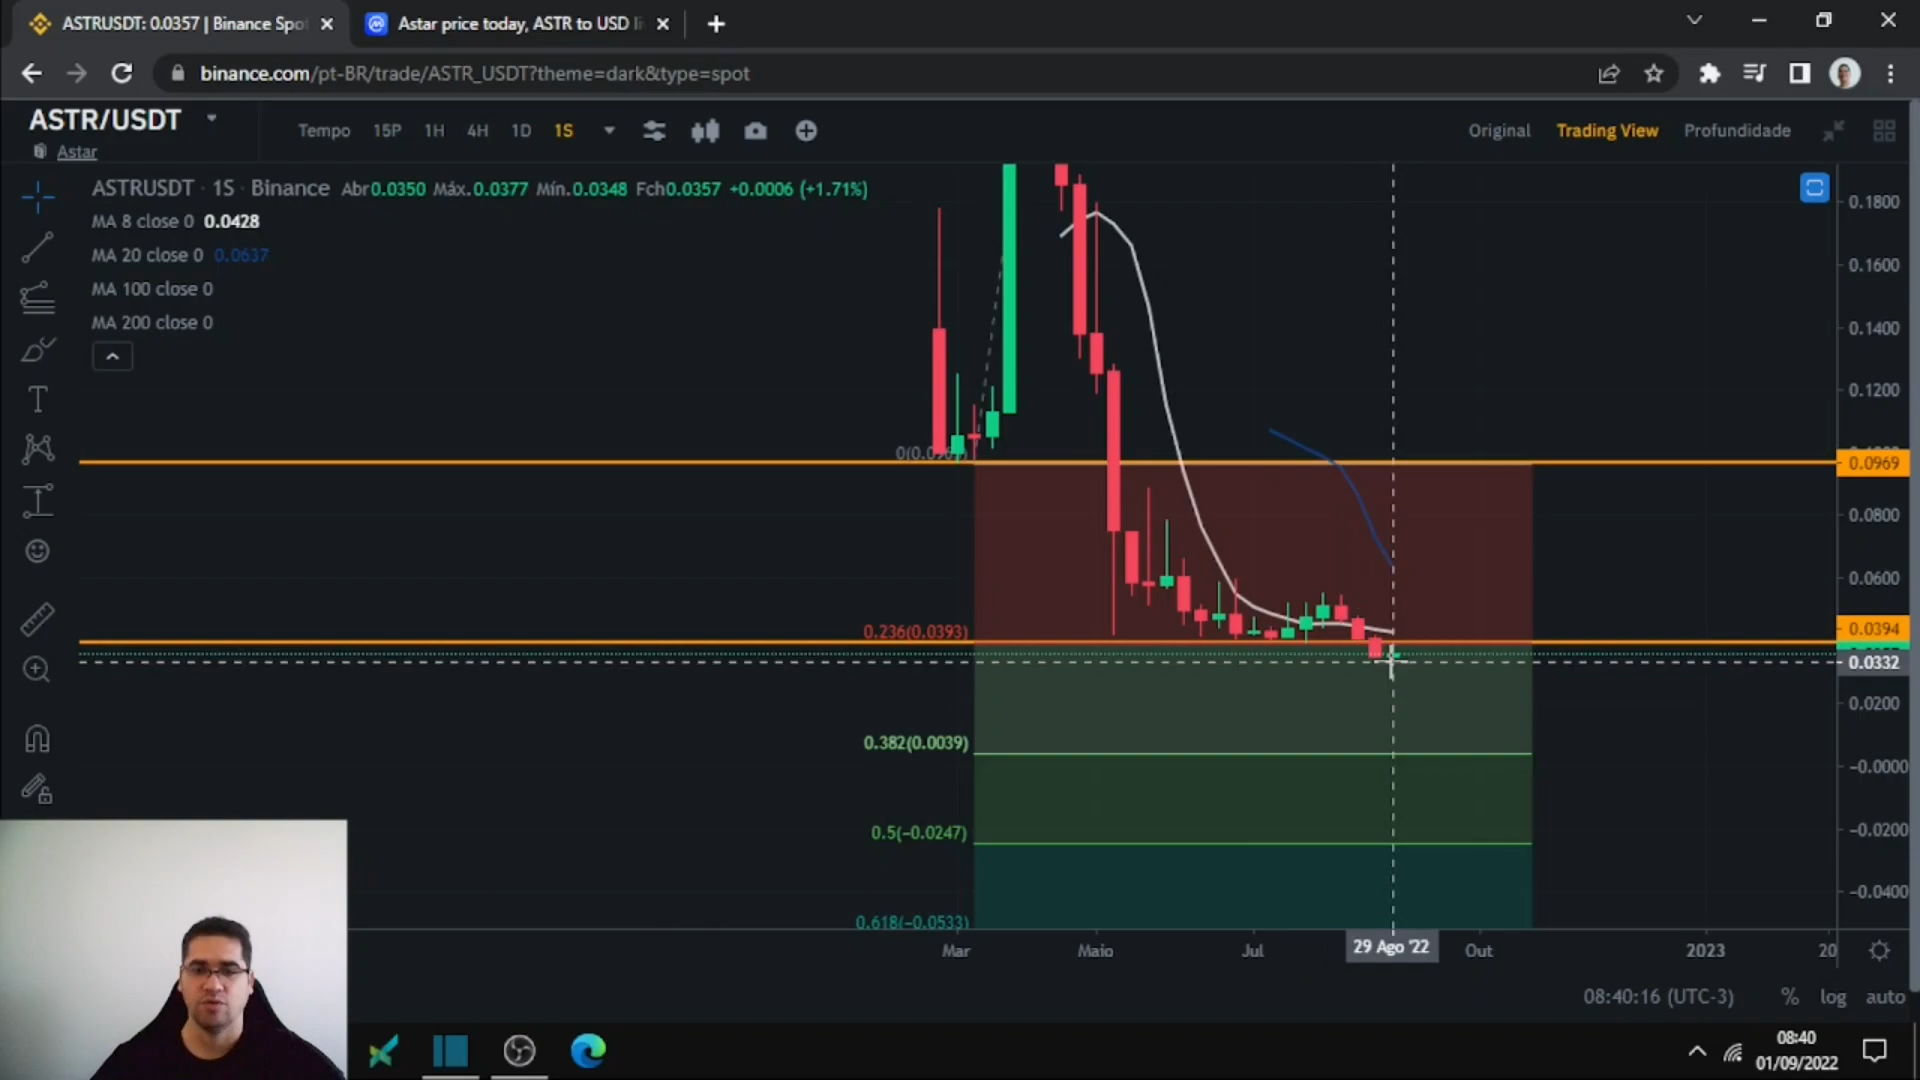 ASTRUSDT: 0.0357 | Binance Spo
Astar price today, ASTR to USD li
binance.com/pt-BR/trade/ASTR_USDT?theme=dark&type=spot
ASTR/USDT
Astar
Tempo 15P 1H 4H 1D 1S
Original Trading View Profundidade
ASTRUSDT · 1S · Binance Abr0.0350 Máx.0.0377 Mín.0.0348 Fch0.0357 +0.0006 (+1.71%)
MA 8 close 0 0.0428
MA 20 close 0 0.0637
MA 100 close 0
MA 200 close 0
0.1800
0.1600
0.1400
0.1200
0.0969
0.0800
0.0600
0.0394
0.0332
0.0200
−0.0000
−0.0200
−0.0400
0.236(0.0393)
0.382(0.0039)
0.5(−0.0247)
0.618(−0.0533)
Mar Maio Jul 29 Ago '22 Out 2023 20
08:40:16 (UTC-3) % log auto
08:40
01/09/2022